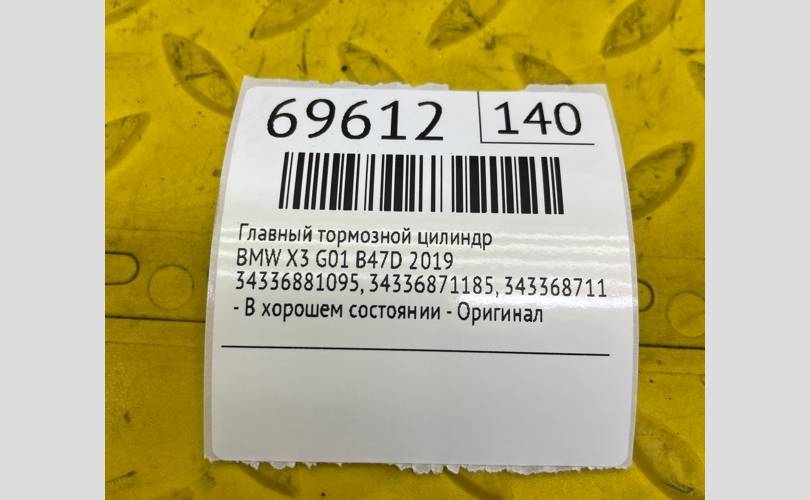 69612
140
Главный тормозной цилиндр
BMW X3 G01 B47D 2019
34336881095, 34336871185, 343368711
- В хорошем состоянии - Оригинал